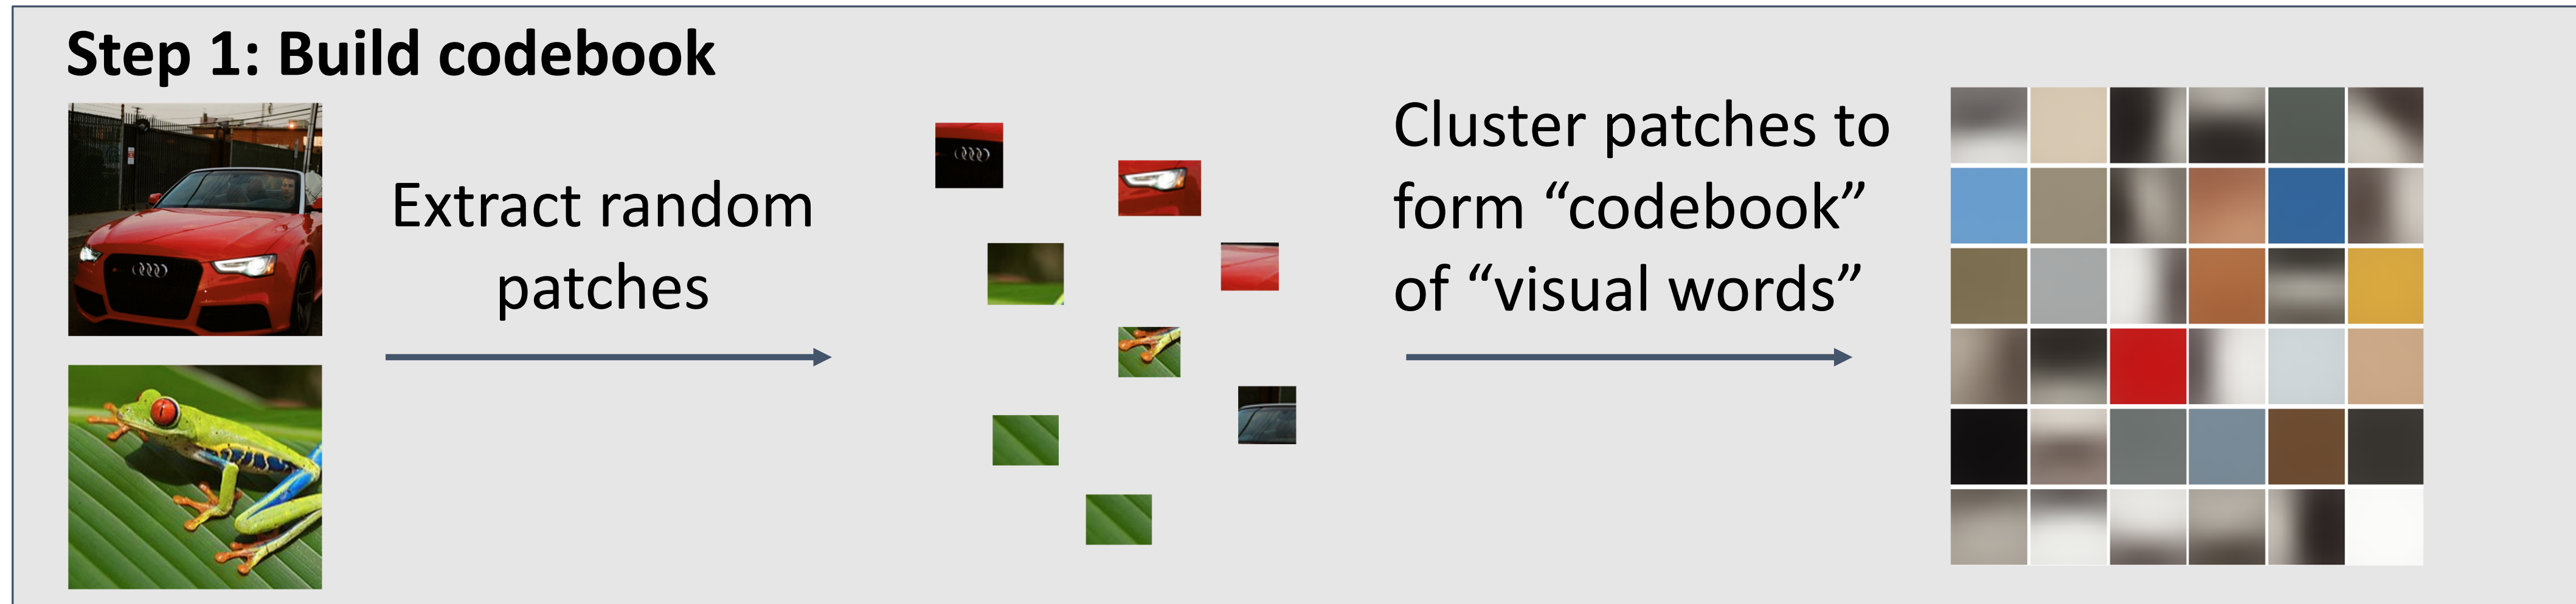 Step 1: Build codebook
Extract random
patches
Cluster patches to
form “codebook”
of “visual words”